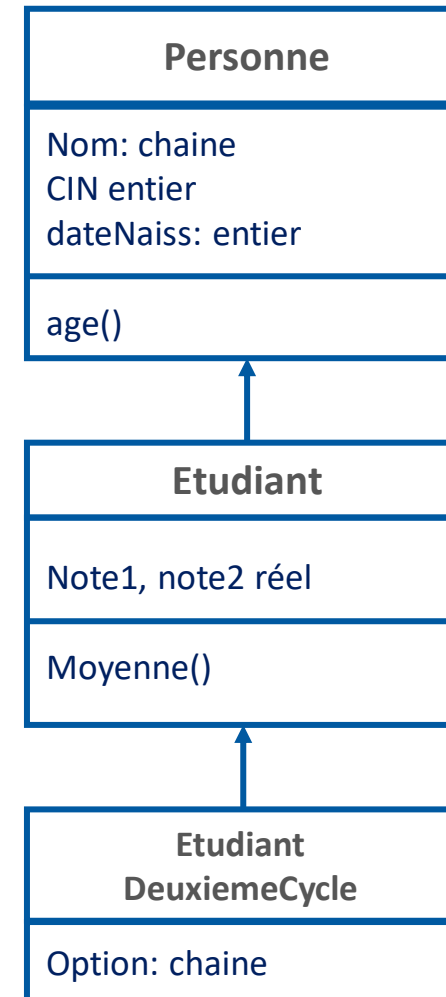 Personne
Nom: chaine
CIN entier
dateNaiss: entier
age()
Etudiant
Note1, note2 réel
Moyenne()
Etudiant
DeuxiemeCycle
Option: chaine